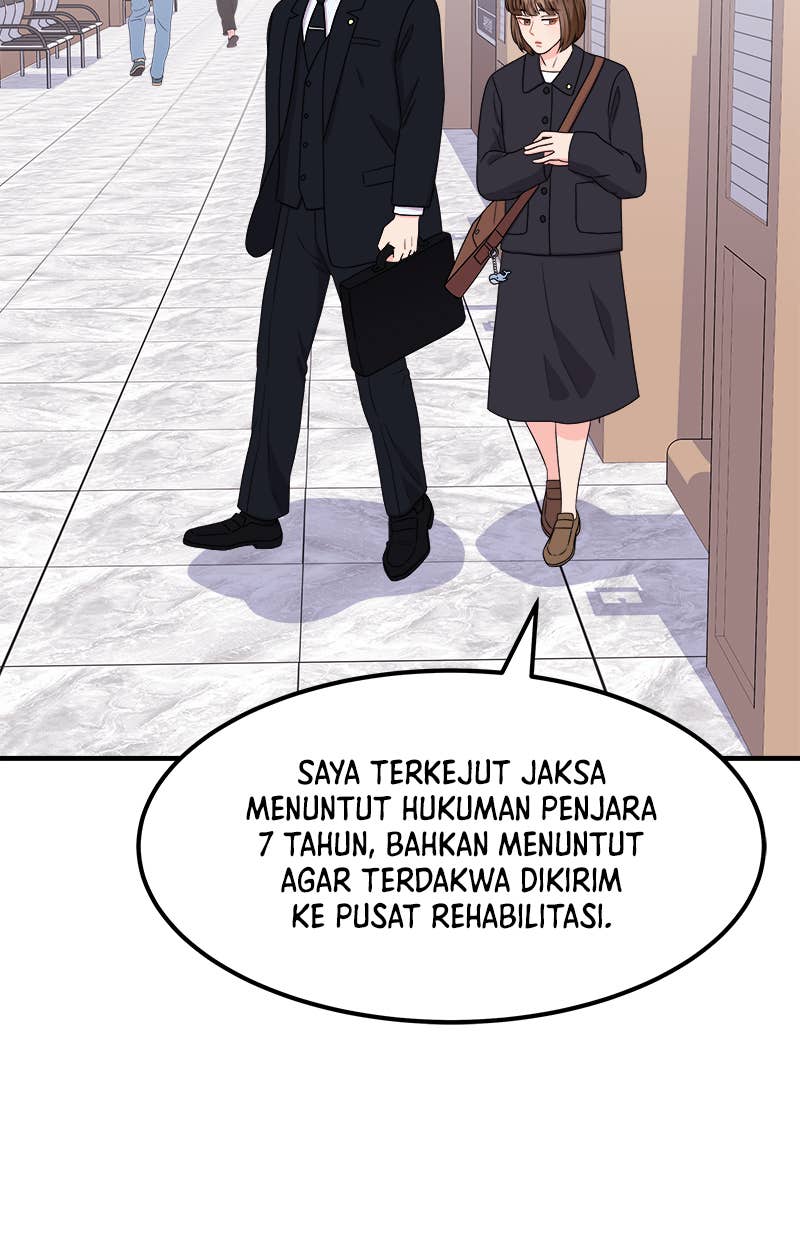 SAYA TERKEJUT JAKSA
MENUNTUT HUKUMAN PENJARA
7 TAHUN, BAHKAN MENUNTUT
AGAR TERDAKWA DIKIRIM
KE PUSAT REHABILITASI.